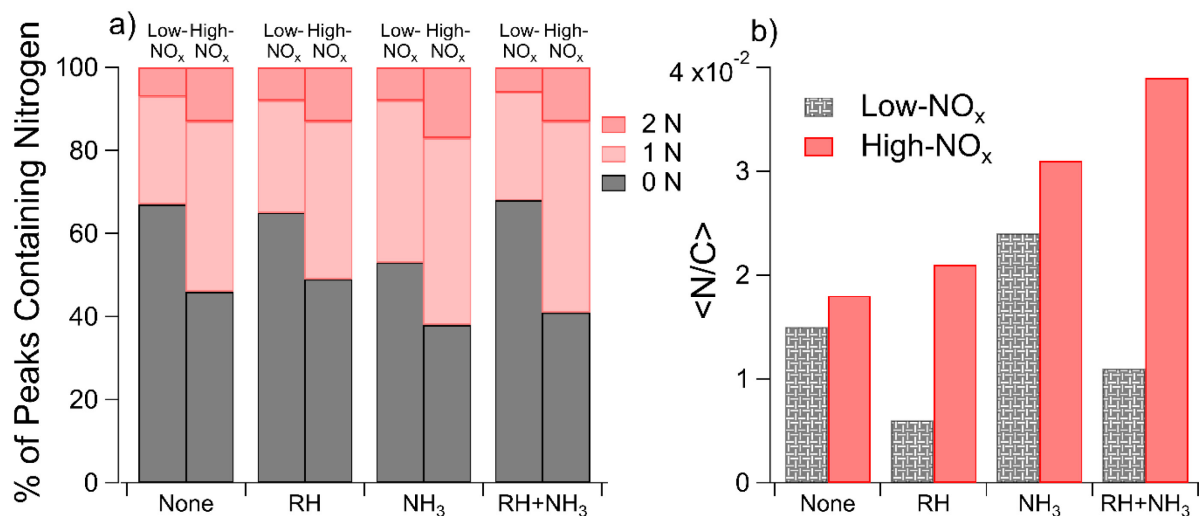 a)
Low- High- Low- High- Low- High- Low- High-
NOx NOx NOx NOx NOx NOx NOx NOx
% of Peaks Containing Nitrogen
100
80
60
40
20
0
None RH NH3 RH+NH3
2 N
1 N
0 N
b)
<N/C>
4 x10-2
3
2
1
0
Low-NOx
High-NOx
None RH NH3 RH+NH3